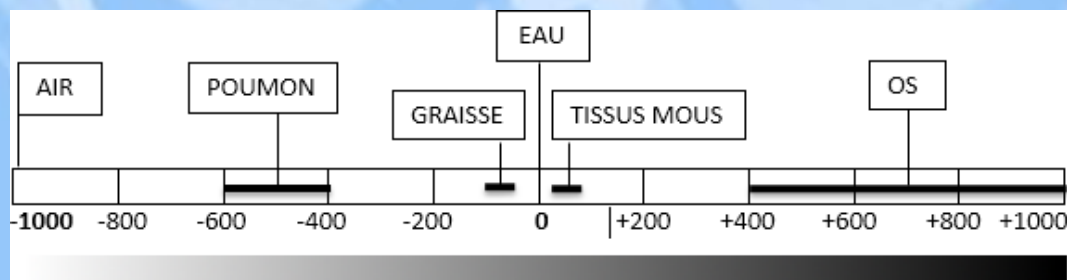 EAU
AIR
POUMON
OS
GRAISSE
TISSUS MOUS
-1000 -800 -600 -400 -200 0 +200 +400 +600 +800 +1000